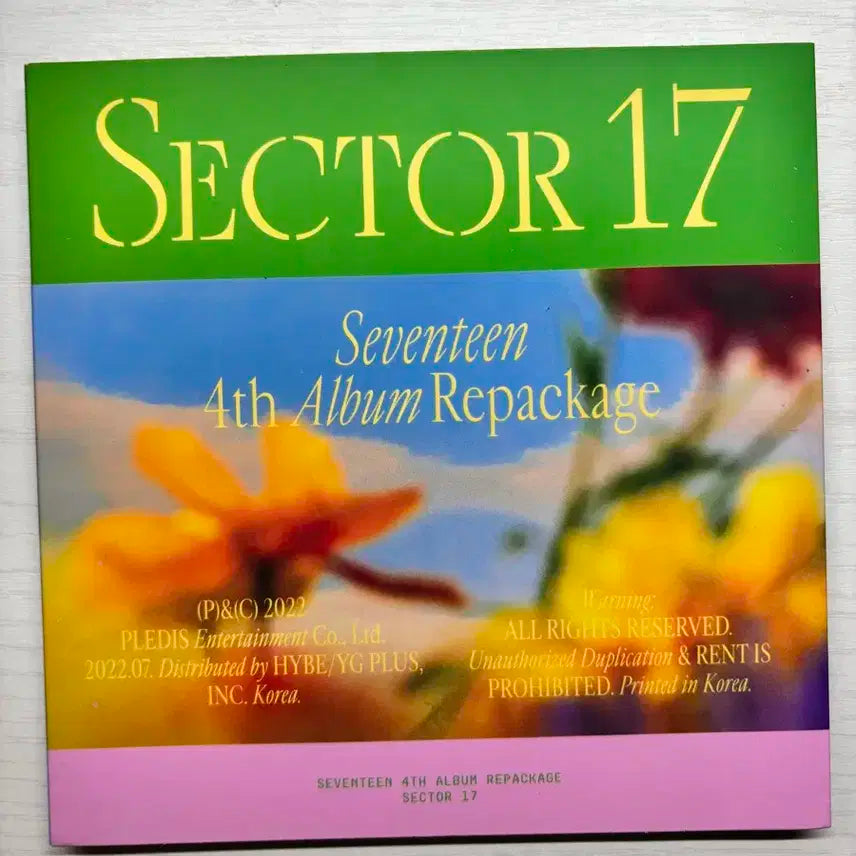 SECTOR 17
Seventeen
4th Album Repackage
(P)&(C) 2022
PLEDIS Entertainment Co., Ltd.
2022.07. Distributed by HYBE/YG PLUS,
INC. Korea.
Warning:
ALL RIGHTS RESERVED.
Unauthorized Duplication & RENT IS
PROHIBITED. Printed in Korea.
SEVENTEEN 4TH ALBUM REPACKAGE
SECTOR 17